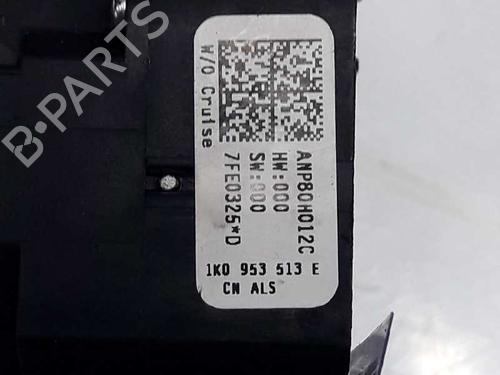 W/O Cruise
ANP80H012C
HW:000
SW:000
7FE0325*D
1K0 953 513 E
CN ALS
B-PARTS